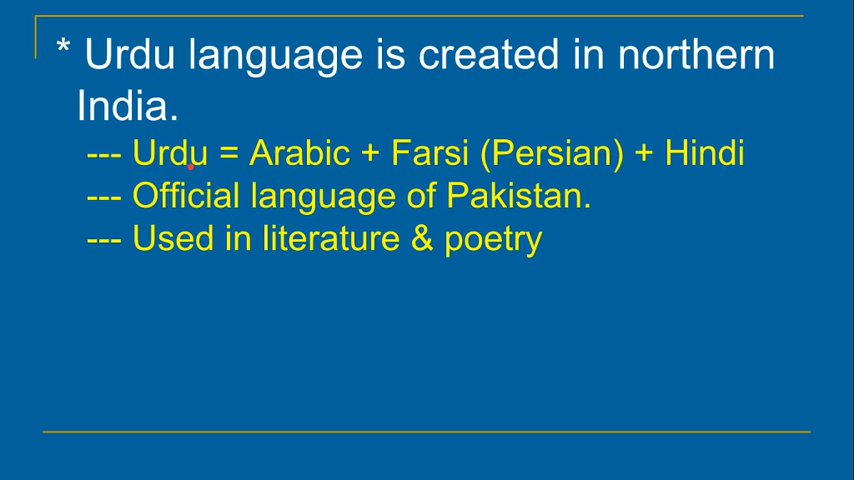 * Urdu language is created in northern
India.
--- Urdu = Arabic + Farsi (Persian) + Hindi
--- Official language of Pakistan.
--- Used in literature & poetry